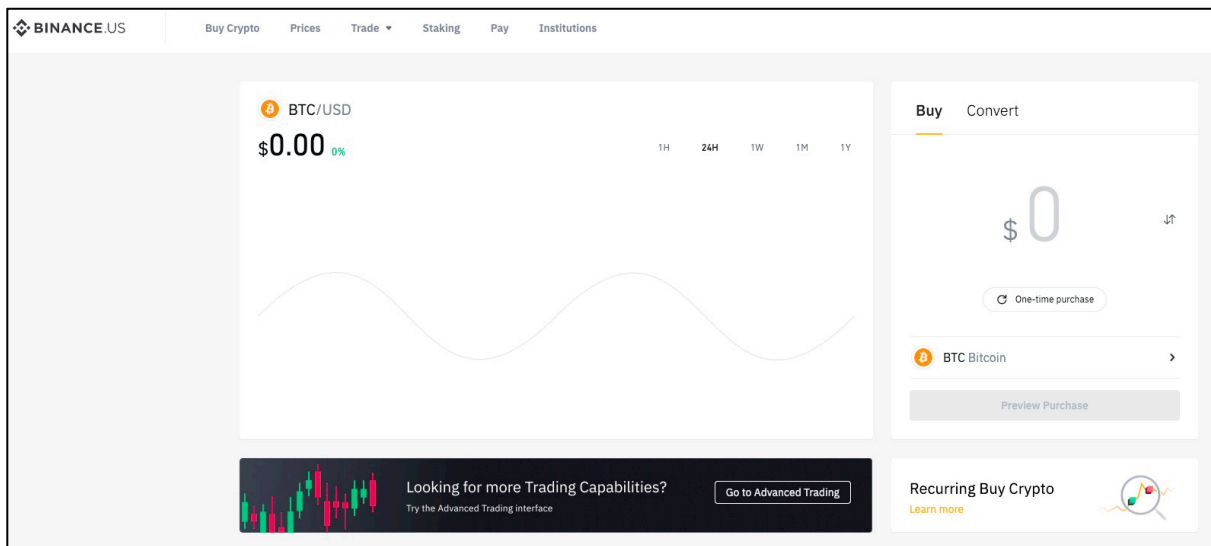 BINANCE.US
Buy Crypto Prices Trade Staking Pay Institutions
BTC/USD
$0.00 0%
1H 24H 1W 1M 1Y
Buy Convert
$ 0
One-time purchase
BTC Bitcoin
Preview Purchase
Looking for more Trading Capabilities?
Try the Advanced Trading interface
Go to Advanced Trading
Recurring Buy Crypto
Learn more